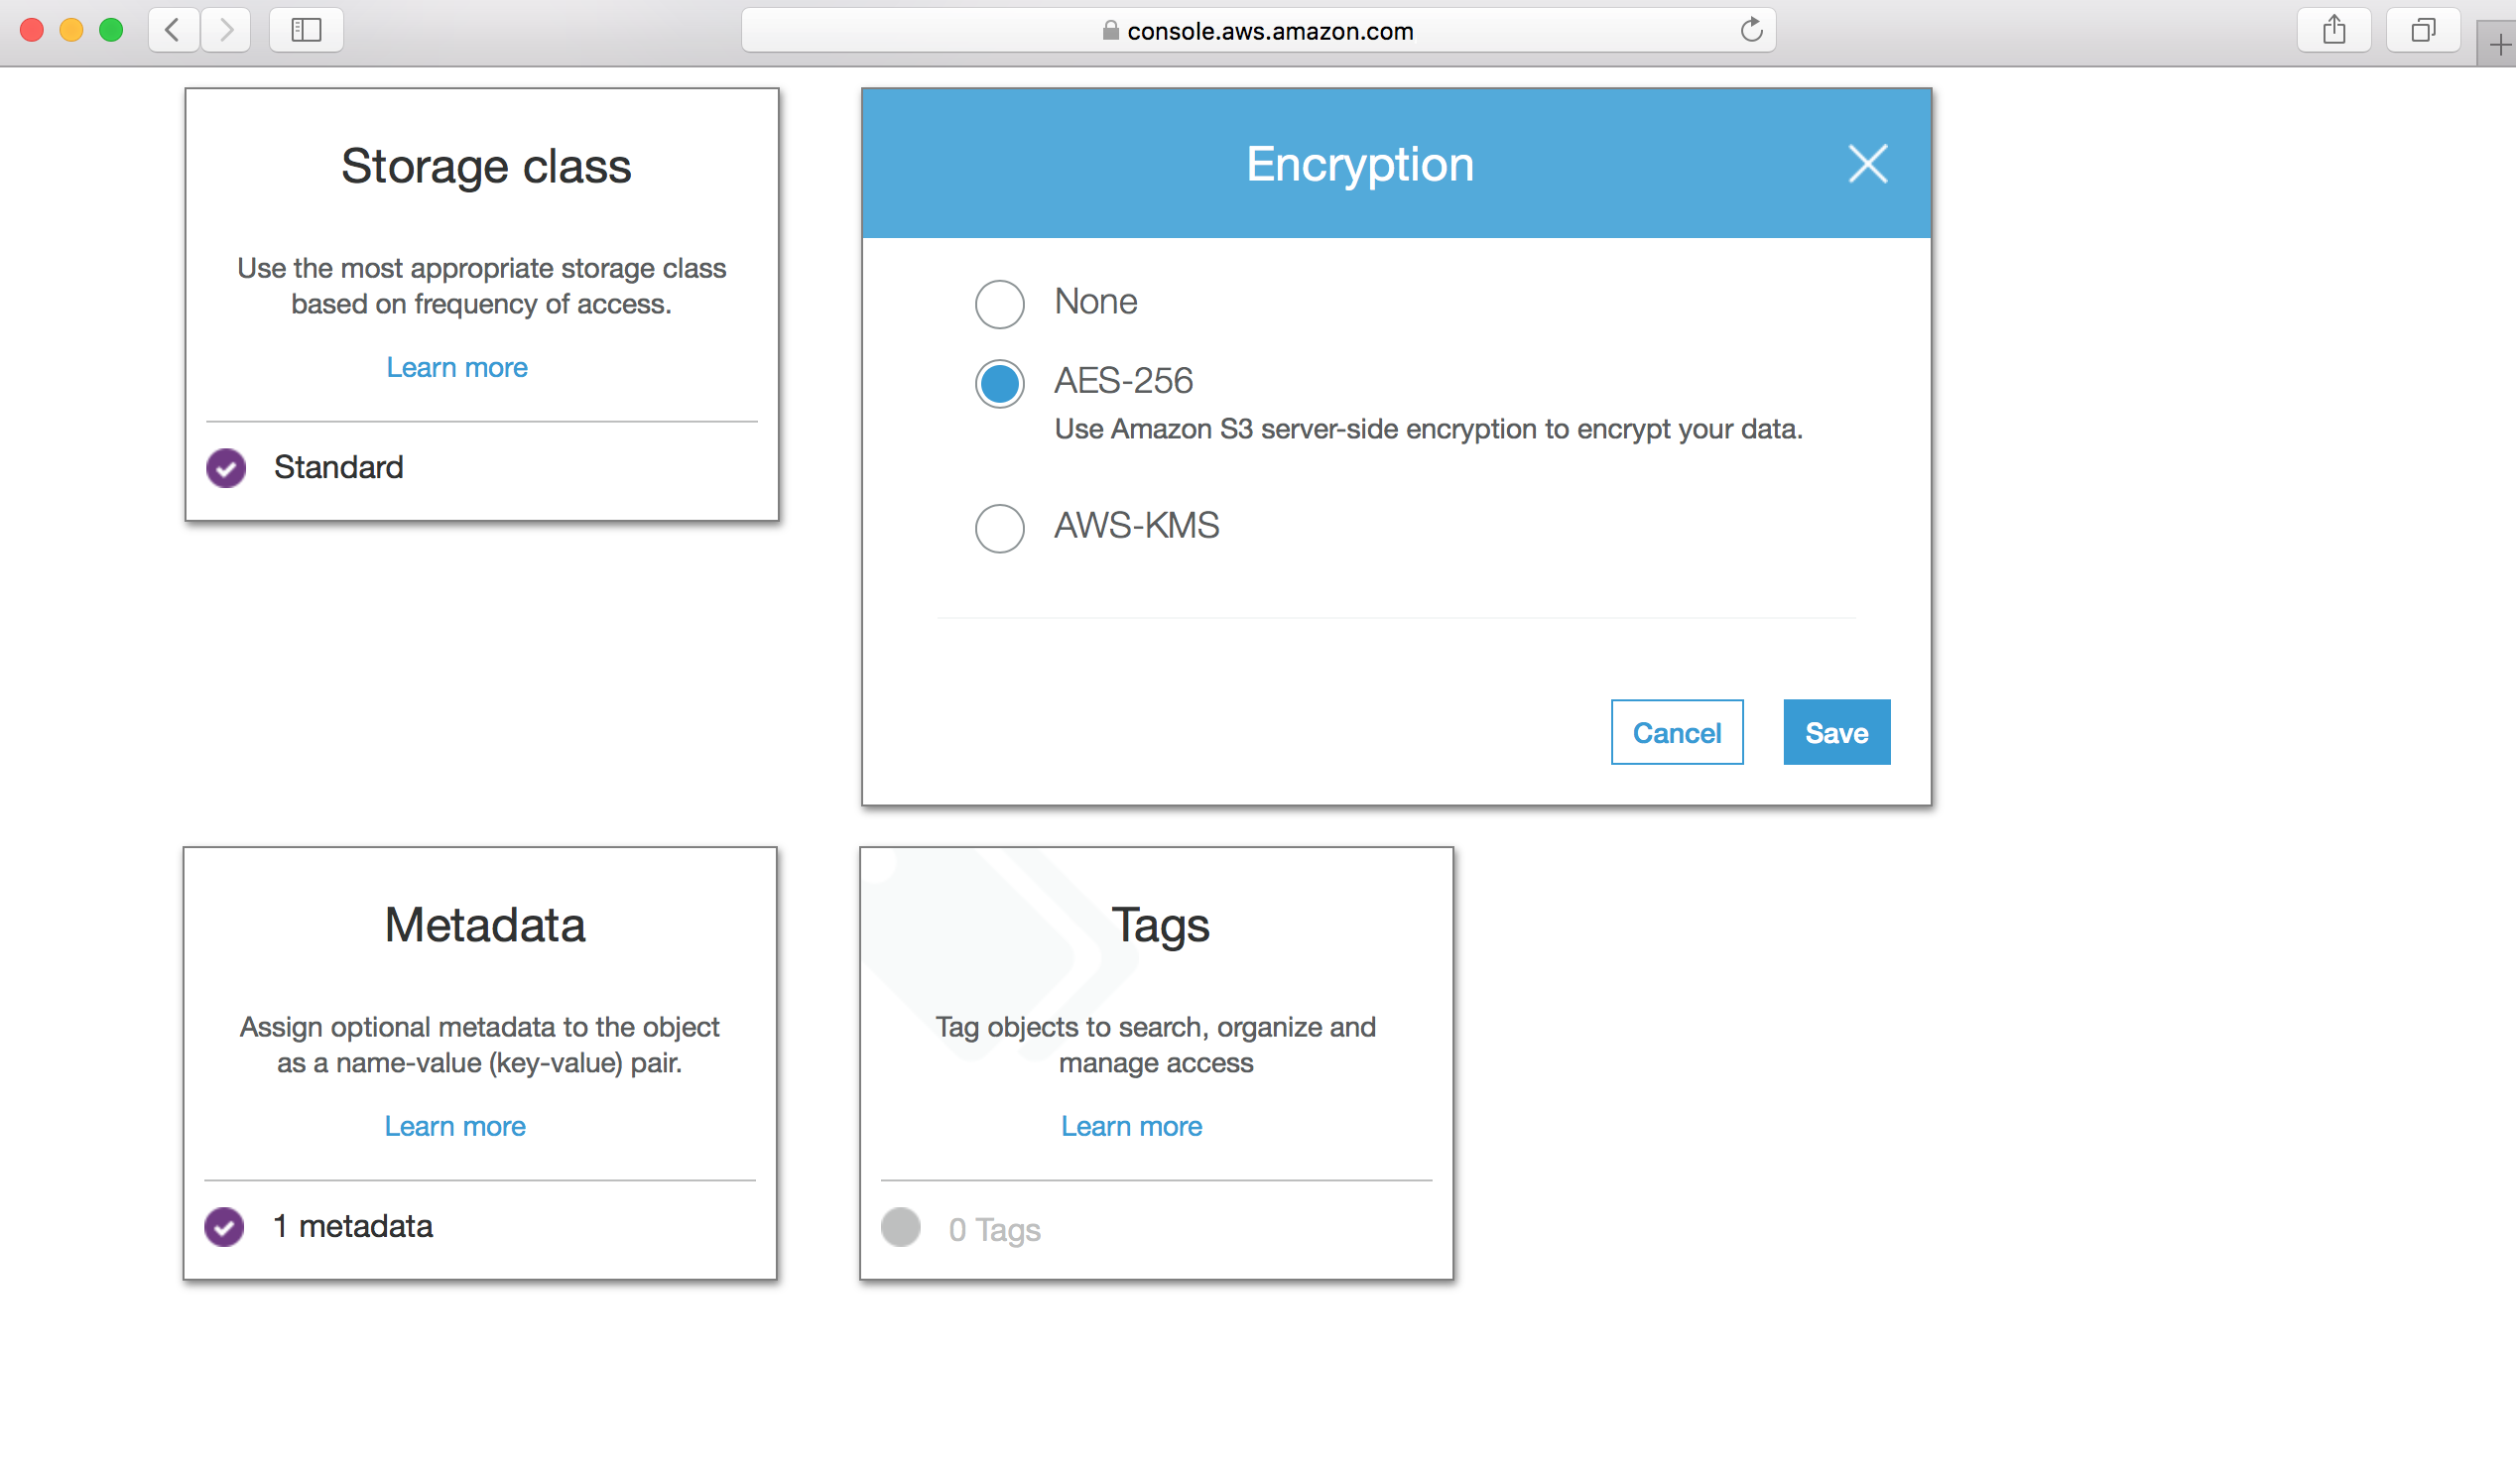 console.aws.amazon.com
Storage class
Use the most appropriate storage class
based on frequency of access.
Learn more
Standard
Encryption
None
AES-256
Use Amazon S3 server-side encryption to encrypt your data.
AWS-KMS
Cancel
Save
Metadata
Assign optional metadata to the object
as a name-value (key-value) pair.
Learn more
1 metadata
Tags
Tag objects to search, organize and
manage access
Learn more
0 Tags